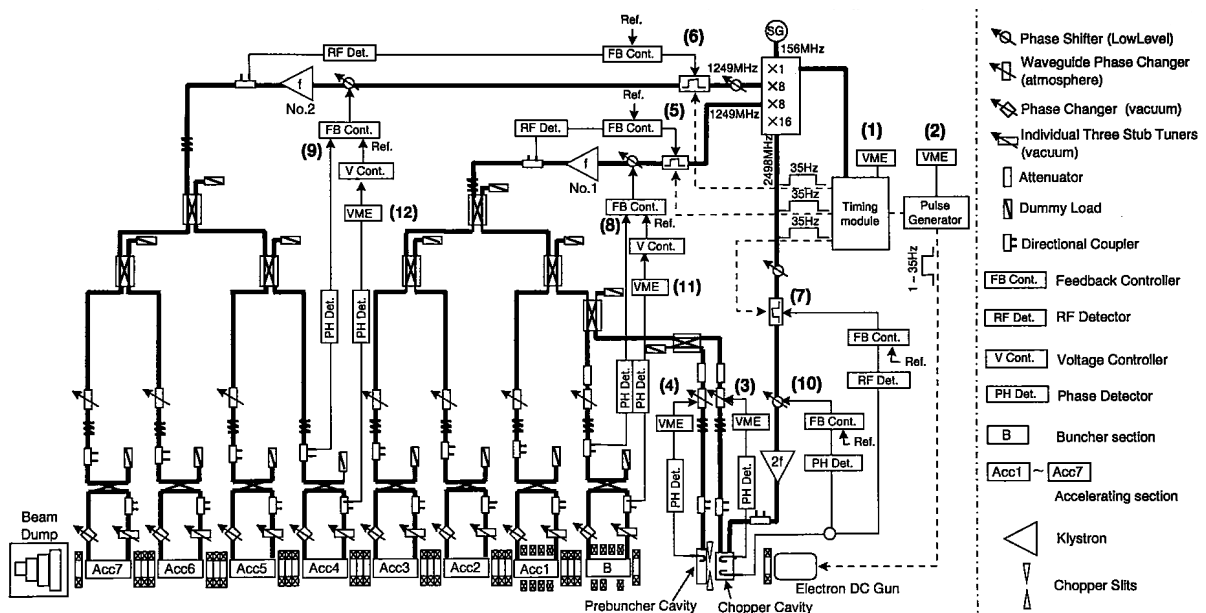 SG
156MHz
×1
×8
×8
×16
1249MHz
1249MHz
2498MHz
Ref.
(6)
RF Det.
FB Cont.
f
No.2
Ref.
(5)
RF Det.
FB Cont.
f
No.1
(9)
FB Cont.
Ref.
V Cont.
VME
(12)
(8)
FB Cont.
Ref.
V Cont.
VME
(11)
(1)
VME
(2)
VME
35Hz
35Hz
35Hz
Timing module
Pulse Generator
1–35Hz
(7)
FB Cont.
Ref.
RF Det.
(10)
FB Cont.
Ref.
PH Det.
2f
PH Det.
PH Det.
PH Det.
PH Det.
(4)
(3)
VME
VME
PH Det.
PH Det.
Beam Dump
Acc7
Acc6
Acc5
Acc4
Acc3
Acc2
Acc1
B
Prebuncher Cavity
Chopper Cavity
Electron DC Gun
Phase Shifter (LowLevel)
Waveguide Phase Changer
(atmosphere)
Phase Changer (vacuum)
Individual Three Stub Tuners
(vacuum)
Attenuator
Dummy Load
Directional Coupler
FB Cont. Feedback Controller
RF Det. RF Detector
V Cont. Voltage Controller
PH Det. Phase Detector
B Buncher section
Acc1 ~ Acc7
Accelerating section
Klystron
Chopper Slits